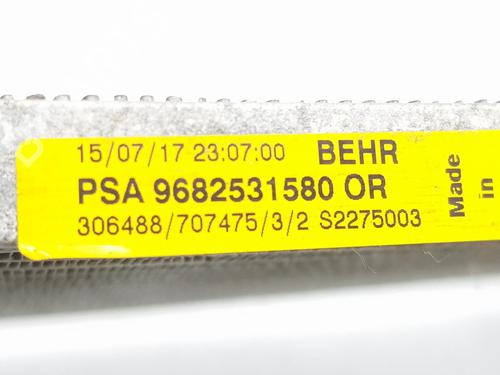 15/07/17 23:07:00 BEHR
PSA 9682531580 OR
306488/707475/3/2 S2275003
Made
in